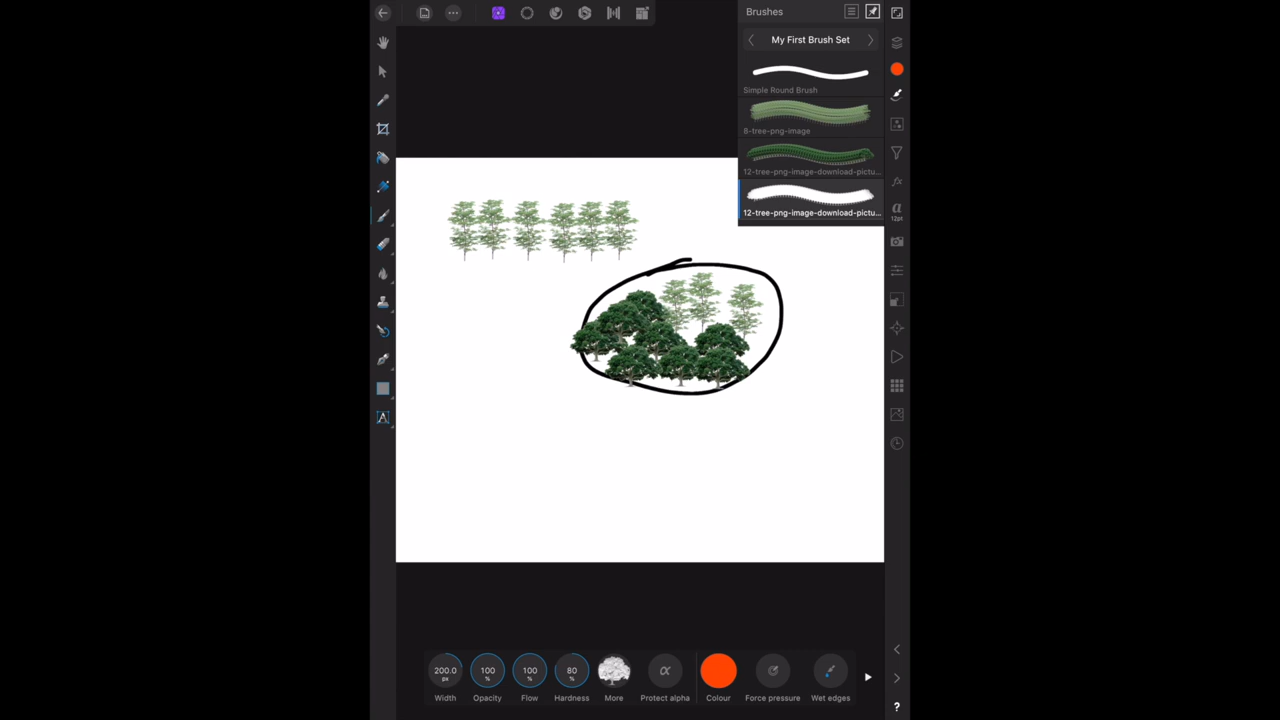 Brushes
My First Brush Set
Simple Round Brush
8-tree-png-image
12-tree-png-image-download-pictu...
12-tree-png-image-download-pictu...
a
12pt
A
200.0
px
100
%
100
%
80
%
α
Width
Opacity
Flow
Hardness
More
Protect alpha
Colour
Force pressure
Wet edges
?